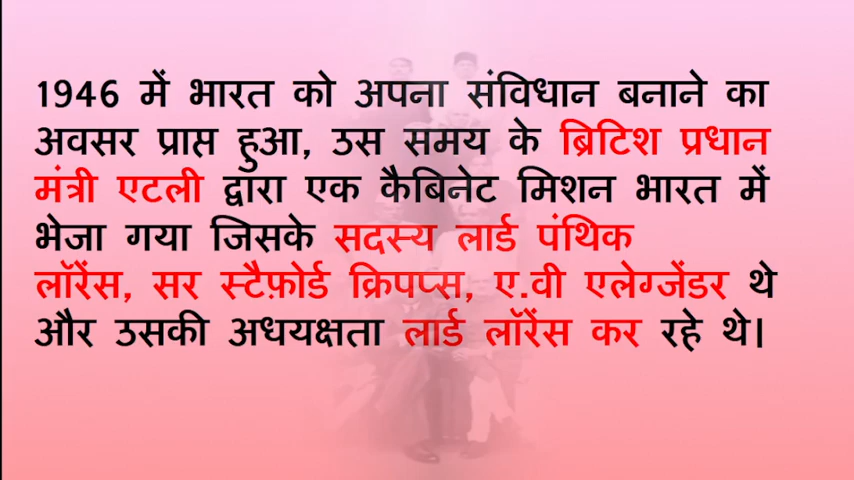 1946 में भारत को अपना संविधान बनाने का
अवसर प्राप्त हुआ, उस समय के ब्रिटिश प्रधान
मंत्री एटली द्वारा एक कैबिनेट मिशन भारत में
भेजा गया जिसके सदस्य लार्ड पंथिक
लॉरेंस, सर स्टैफ़ोर्ड क्रिपप्स, ए.वी एलेग्जेंडर थे
और उसकी अधयक्षता लार्ड लॉरेंस कर रहे थे।